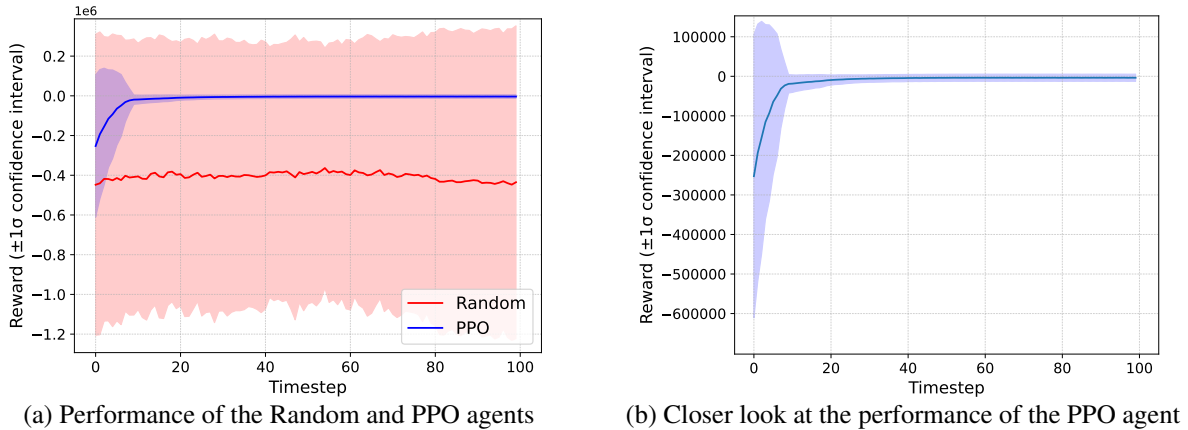 1e6
0.2
0.0
−0.2
−0.4
−0.6
−0.8
−1.0
−1.2
Reward (±1σ confidence interval)
Random
PPO
0 20 40 60 80 100
Timestep
(a) Performance of the Random and PPO agents
100000
0
−100000
−200000
−300000
−400000
−500000
−600000
Reward (±1σ confidence interval)
0 20 40 60 80 100
Timestep
(b) Closer look at the performance of the PPO agent